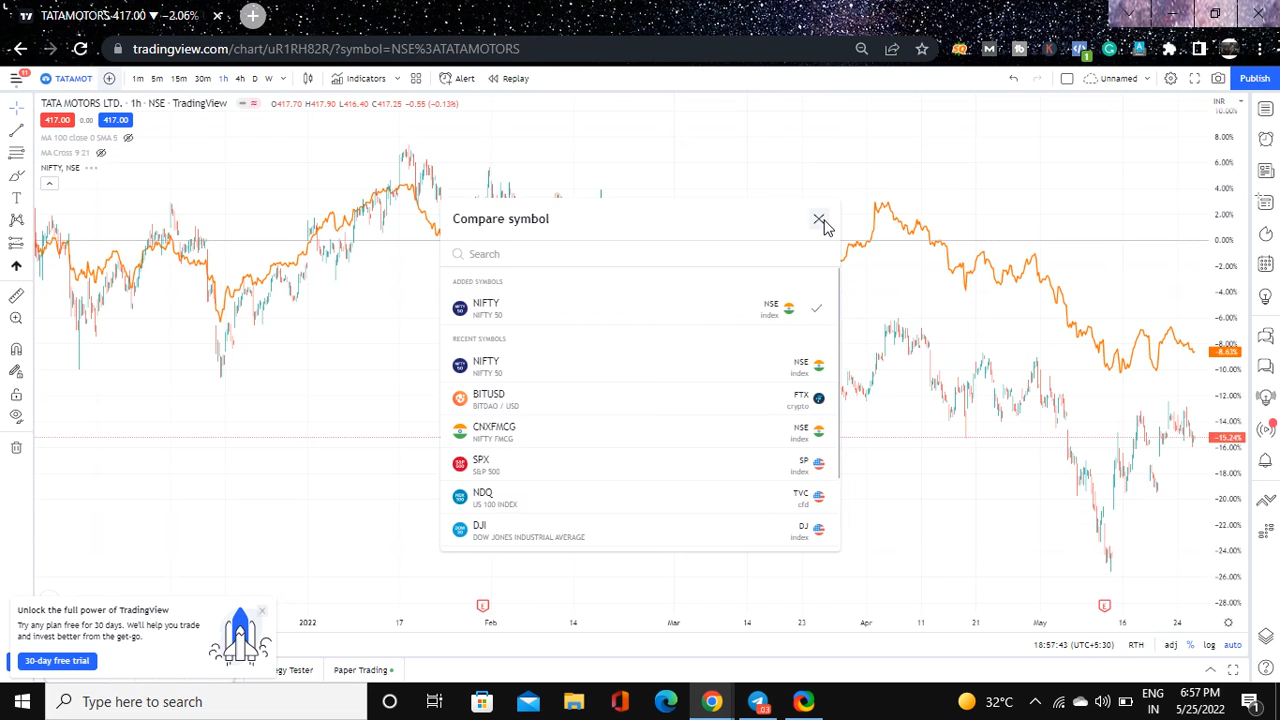 TATAMOTORS 417.00 ▼ −2.06%
tradingview.com/chart/uR1RH82R/?symbol=NSE%3ATATAMOTORS
11
TATAMOT
1m 5m 15m 30m 1h 4h D W
Indicators
Alert
Replay
Unnamed
Publish
TATA MOTORS LTD. · 1h · NSE · TradingView
O417.70 H417.90 L416.40 C417.25 −0.55 (−0.13%)
INR
417.00 0.00 417.00
MA 100 close 0 SMA 5
MA Cross 9 21
NIFTY, NSE
Compare symbol
Search
ADDED SYMBOLS
NIFTY
NIFTY 50
NSE
index
RECENT SYMBOLS
NIFTY
NIFTY 50
NSE
index
BITUSD
BITDAO / USD
FTX
crypto
CNXFMCG
NIFTY FMCG
NSE
index
SPX
S&P 500
SP
index
NDQ
US 100 INDEX
TVC
cfd
DJI
DOW JONES INDUSTRIAL AVERAGE
DJ
index
10.00%
8.00%
6.00%
4.00%
2.00%
0.00%
−2.00%
−4.00%
−6.00%
−8.00%
−8.63%
−10.00%
−12.00%
−14.00%
−15.24%
−18.00%
−20.00%
−22.00%
−24.00%
−26.00%
−28.00%
E
E
Unlock the full power of TradingView
Try any plan free for 30 days. We'll help you trade
and invest better from the get-go.
30-day free trial
2022 17 Feb 14 Mar 14 23 Apr 11 21 May 16 24
18:57:43 (UTC+5:30) RTH adj % log auto
egy Tester
Paper Trading
Type here to search
32°C
ENG
IN
6:57 PM
5/25/2022